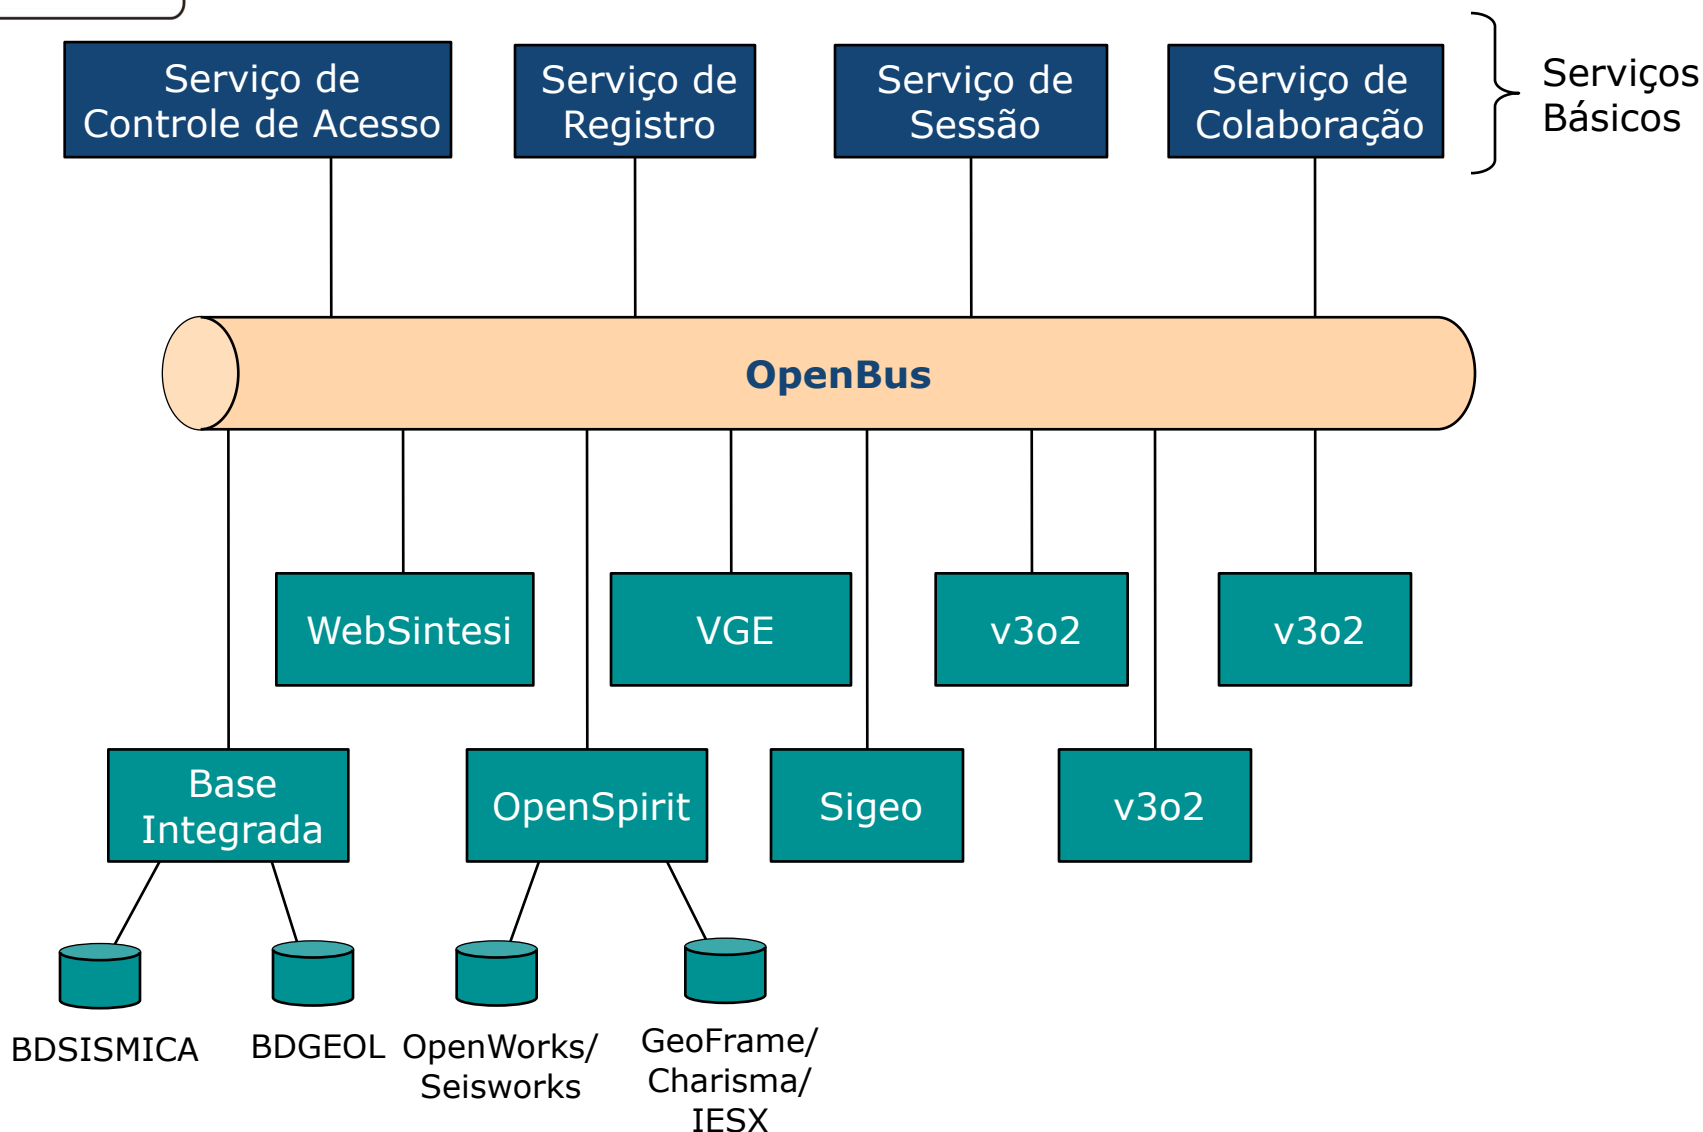 Serviço de
Controle de Acesso
Serviço de
Registro
Serviço de
Sessão
Serviço de
Colaboração
Serviços
Básicos
OpenBus
WebSintesi
VGE
v3o2
v3o2
Base
Integrada
OpenSpirit
Sigeo
v3o2
BDSISMICA
BDGEOL
OpenWorks/
Seisworks
GeoFrame/
Charisma/
IESX